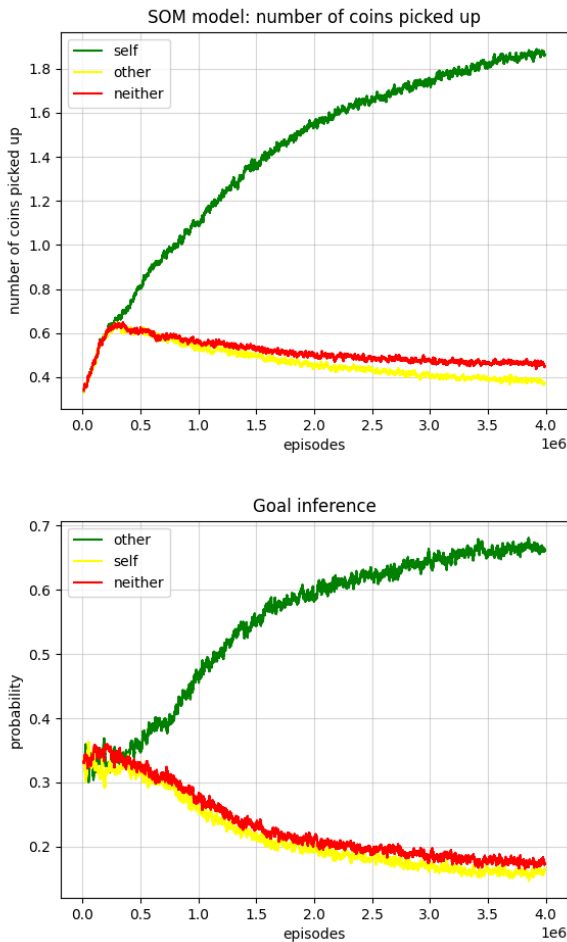 SOM model: number of coins picked up
self
other
neither
number of coins picked up
1.8
1.6
1.4
1.2
1.0
0.8
0.6
0.4
0.0 0.5 1.0 1.5 2.0 2.5 3.0 3.5 4.0
episodes
1e6
Goal inference
other
self
neither
probability
0.7
0.6
0.5
0.4
0.3
0.2
0.0 0.5 1.0 1.5 2.0 2.5 3.0 3.5 4.0
episodes
1e6